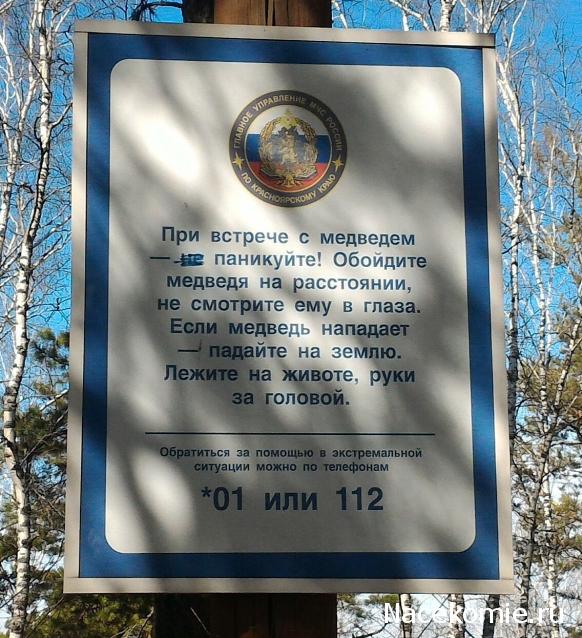 ГЛАВНОЕ УПРАВЛЕНИЕ МЧС РОССИИ
ПО КРАСНОЯРСКОМУ КРАЮ
При встрече с медведем
— не паникуйте! Обойдите
медведя на расстоянии,
не смотрите ему в глаза.
Если медведь нападает
— падайте на землю.
Лежите на животе, руки
за головой.
Обратиться за помощью в экстремальной
ситуации можно по телефонам
*01 или 112
Nacekomie.ru